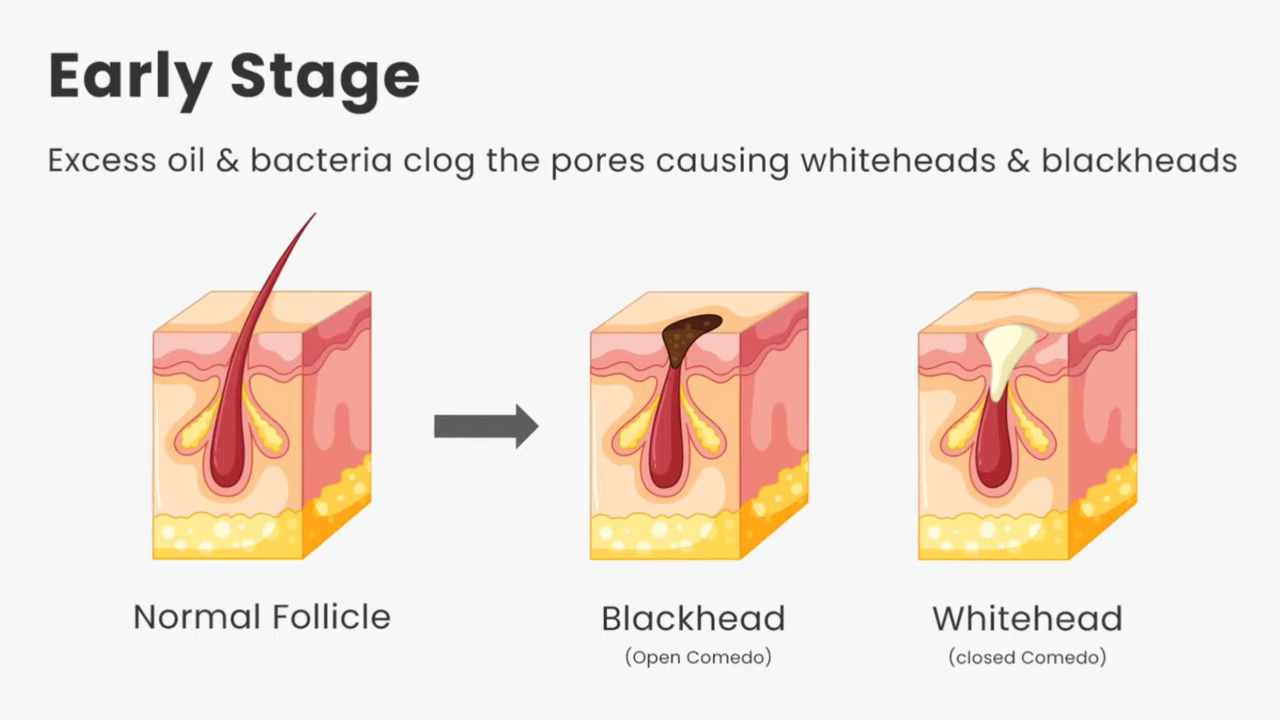 Early Stage
Excess oil & bacteria clog the pores causing whiteheads & blackheads
Normal Follicle
Blackhead
(Open Comedo)
Whitehead
(closed Comedo)